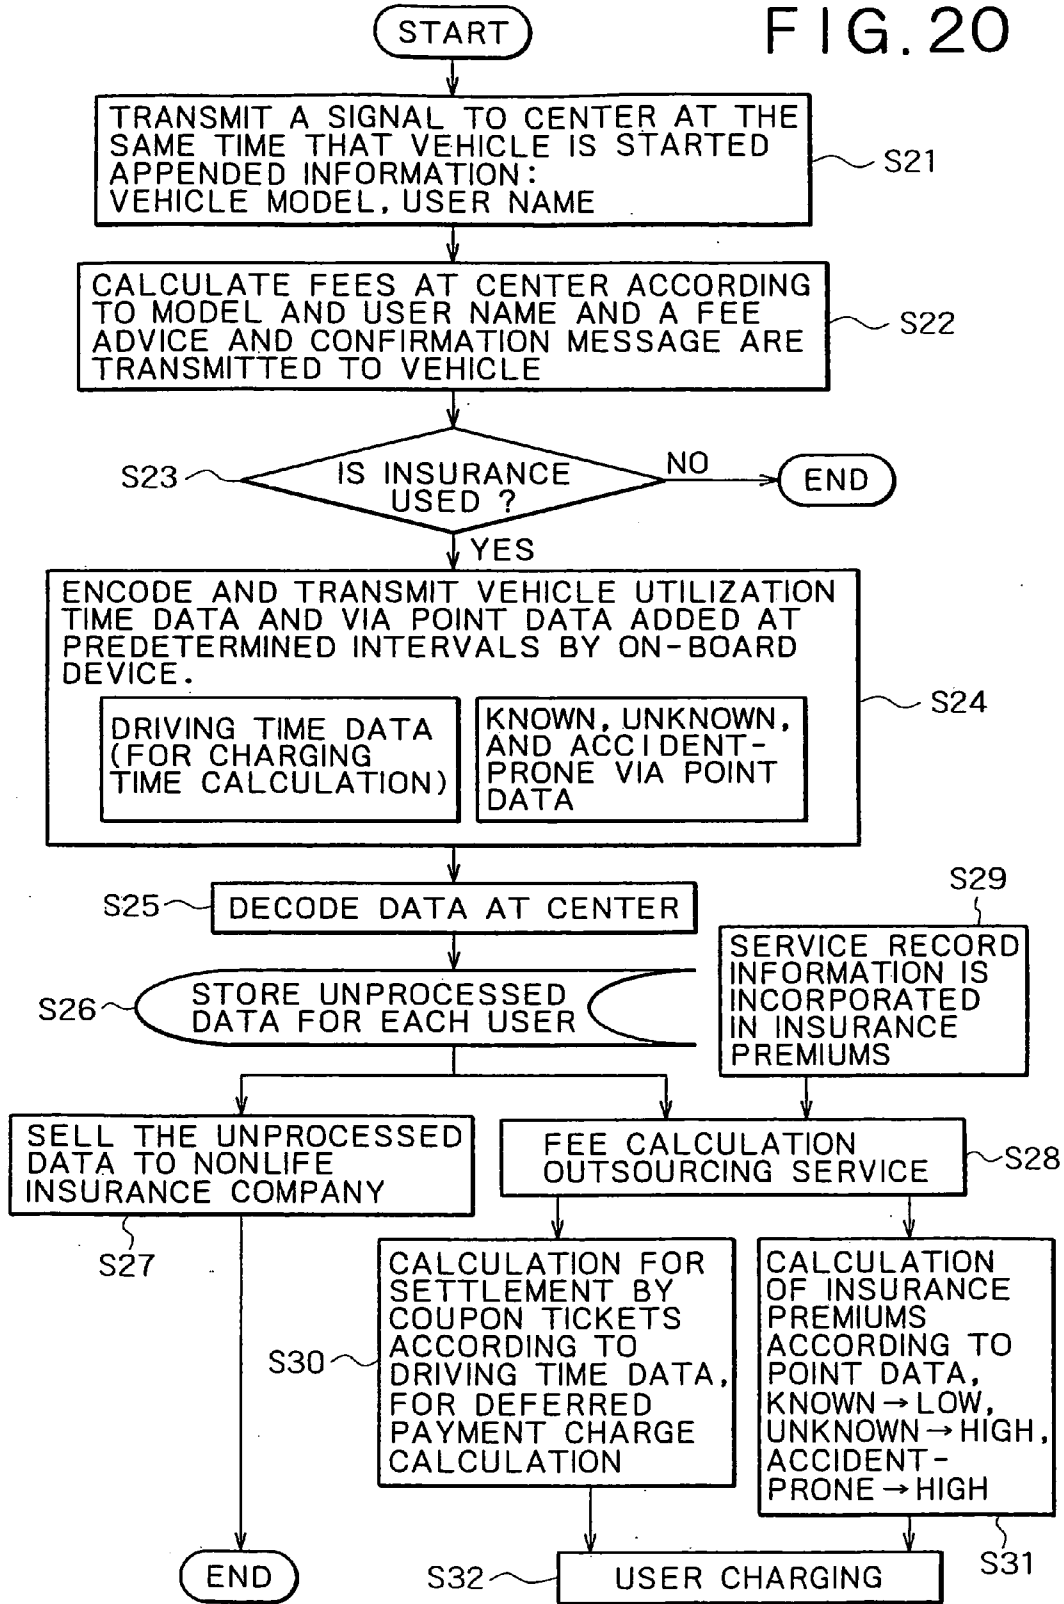 FIG. 20
START
TRANSMIT A SIGNAL TO CENTER AT THE
SAME TIME THAT VEHICLE IS STARTED
APPENDED INFORMATION:
VEHICLE MODEL, USER NAME
S21
CALCULATE FEES AT CENTER ACCORDING
TO MODEL AND USER NAME AND A FEE
ADVICE AND CONFIRMATION MESSAGE ARE
TRANSMITTED TO VEHICLE
S22
S23
IS INSURANCE
USED ?
NO
END
YES
ENCODE AND TRANSMIT VEHICLE UTILIZATION
TIME DATA AND VIA POINT DATA ADDED AT
PREDETERMINED INTERVALS BY ON-BOARD
DEVICE.
DRIVING TIME DATA
(FOR CHARGING
TIME CALCULATION)
KNOWN, UNKNOWN,
AND ACCIDENT-
PRONE VIA POINT
DATA
S24
S25
DECODE DATA AT CENTER
S26
STORE UNPROCESSED
DATA FOR EACH USER
S29
SERVICE RECORD
INFORMATION IS
INCORPORATED
IN INSURANCE
PREMIUMS
SELL THE UNPROCESSED
DATA TO NONLIFE
INSURANCE COMPANY
S27
FEE CALCULATION
OUTSOURCING SERVICE
S28
S30
CALCULATION FOR
SETTLEMENT BY
COUPON TICKETS
ACCORDING TO
DRIVING TIME DATA,
FOR DEFERRED
PAYMENT CHARGE
CALCULATION
CALCULATION
OF INSURANCE
PREMIUMS
ACCORDING TO
POINT DATA,
KNOWN→LOW,
UNKNOWN→HIGH,
ACCIDENT-
PRONE→HIGH
S31
END
S32
USER CHARGING